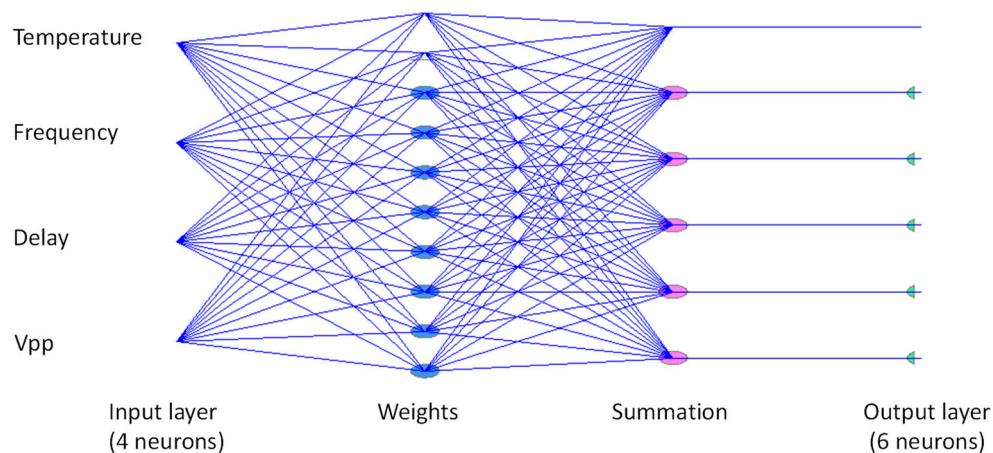 Temperature
Frequency
Delay
Vpp
Input layer
(4 neurons)
Weights
Summation
Output layer
(6 neurons)